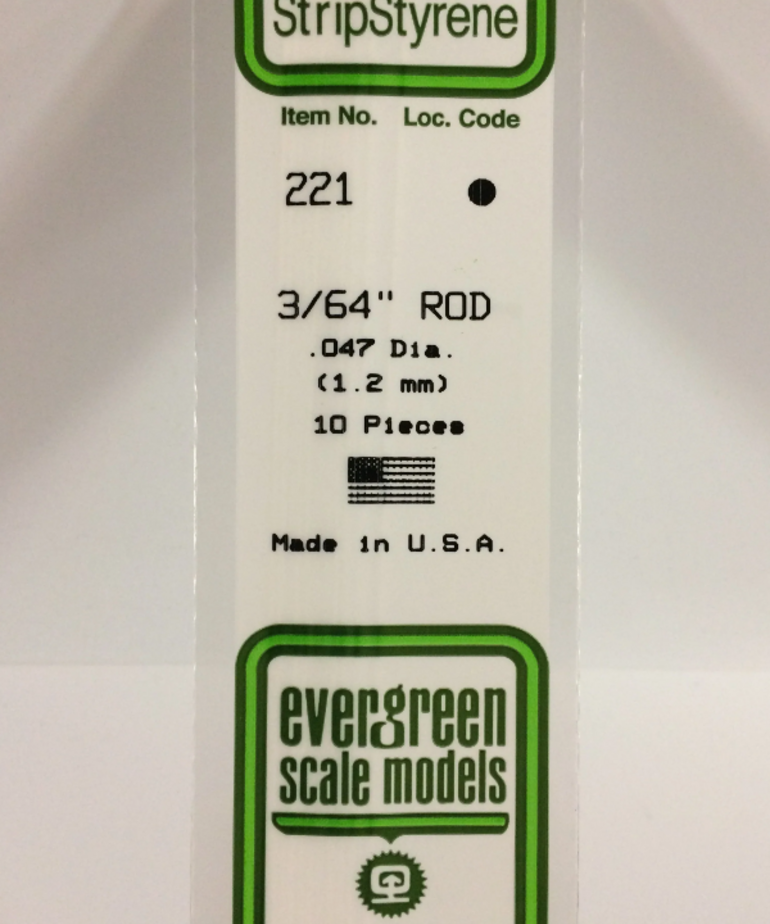 StripStyrene
Item No. Loc. Code
221
3/64" ROD
.047 Dia.
(1.2 mm)
10 Pieces
Made in U.S.A.
evergreen
scale models